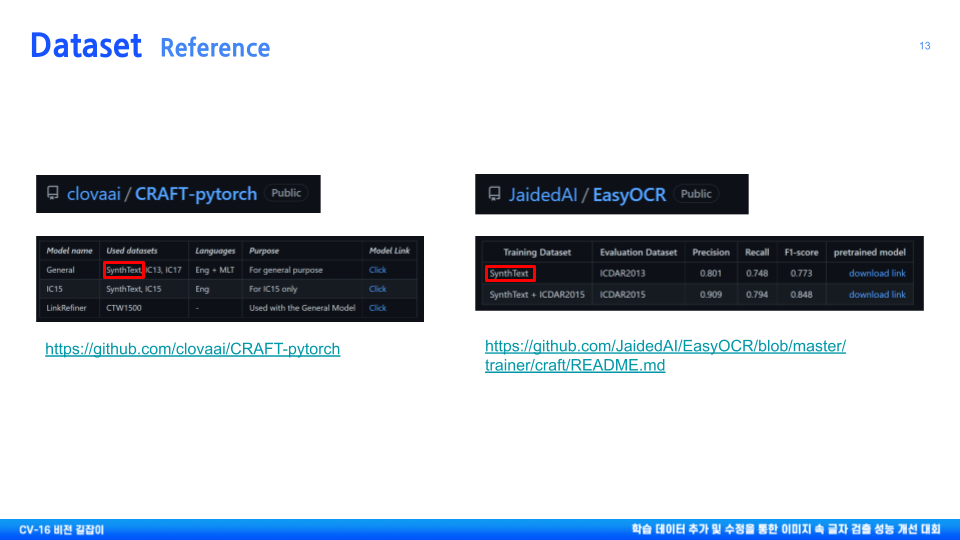 Dataset Reference
13
clovaai / CRAFT-pytorch Public
Model name Used datasets Languages Purpose Model Link
General SynthText, IC13, IC17 Eng + MLT For general purpose Click
IC15 SynthText, IC15 Eng For IC15 only Click
LinkRefiner CTW1500 - Used with the General Model Click
https://github.com/clovaai/CRAFT-pytorch
JaidedAI / EasyOCR Public
Training Dataset Evaluation Dataset Precision Recall F1-score pretrained model
SynthText ICDAR2013 0.801 0.748 0.773 download link
SynthText + ICDAR2015 ICDAR2015 0.909 0.794 0.848 download link
https://github.com/JaidedAI/EasyOCR/blob/master/
trainer/craft/README.md
CV-16 비전 길잡이
학습 데이터 추가 및 수정을 통한 이미지 속 글자 검출 성능 개선 대회